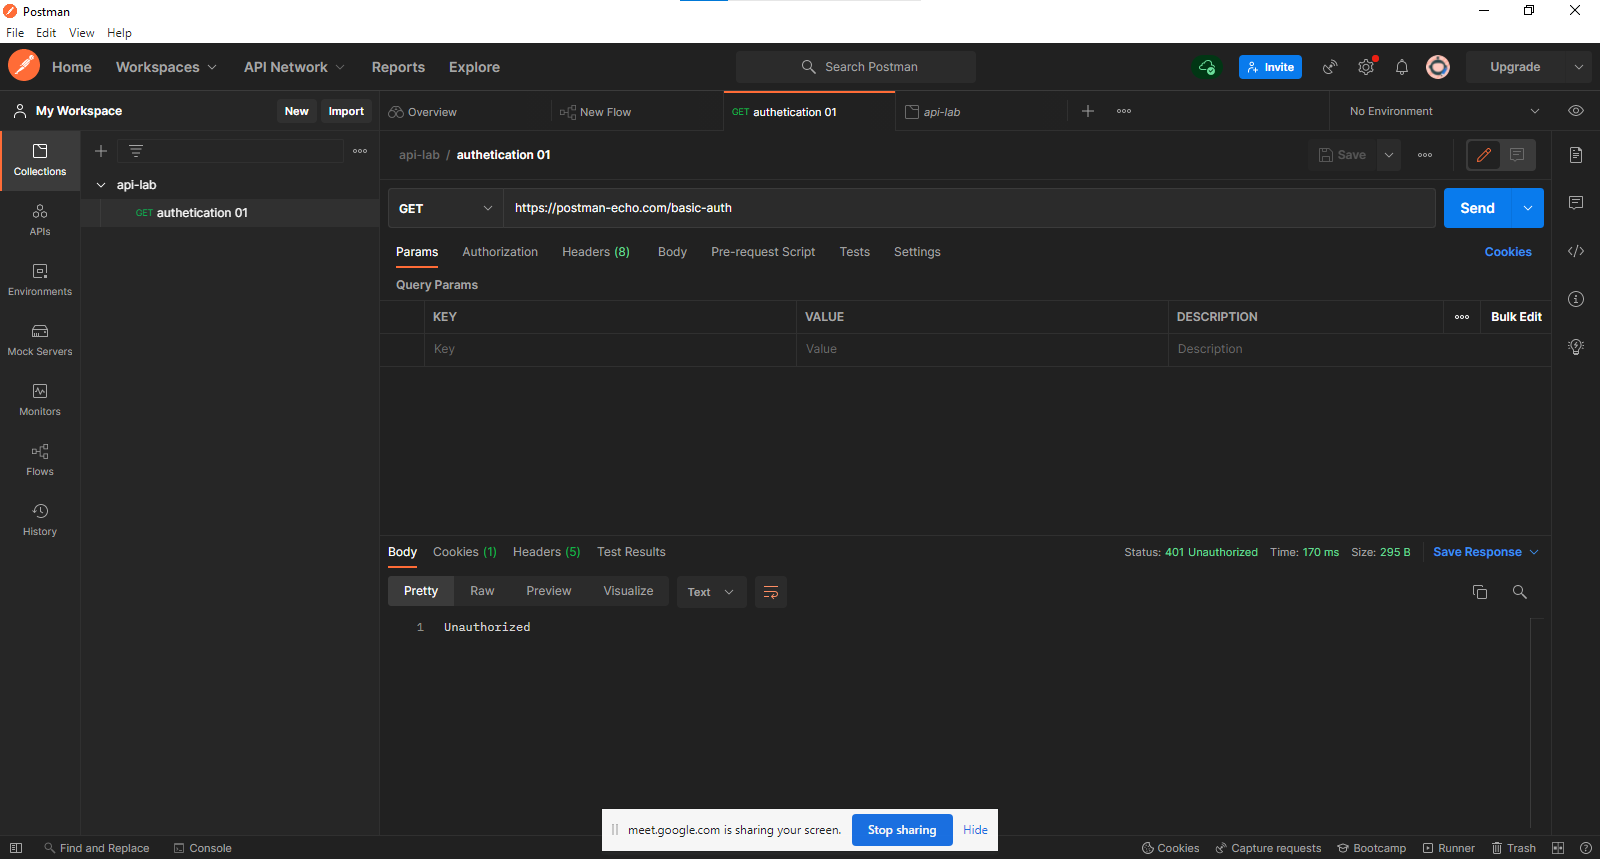 Postman
File Edit View Help
Home Workspaces API Network Reports Explore Search Postman Invite Upgrade
My Workspace New Import Overview New Flow GET authetication 01 api-lab No Environment
Collections
APIs
Environments
Mock Servers
Monitors
Flows
History
api-lab
GET authetication 01
api-lab / authetication 01 Save
GET https://postman-echo.com/basic-auth Send
Params Authorization Headers (8) Body Pre-request Script Tests Settings Cookies
Query Params
KEY VALUE DESCRIPTION Bulk Edit
Key Value Description
Body Cookies (1) Headers (5) Test Results Status: 401 Unauthorized Time: 170 ms Size: 295 B Save Response
Pretty Raw Preview Visualize Text
1 Unauthorized
meet.google.com is sharing your screen. Stop sharing Hide
Find and Replace Console Cookies Capture requests Bootcamp Runner Trash